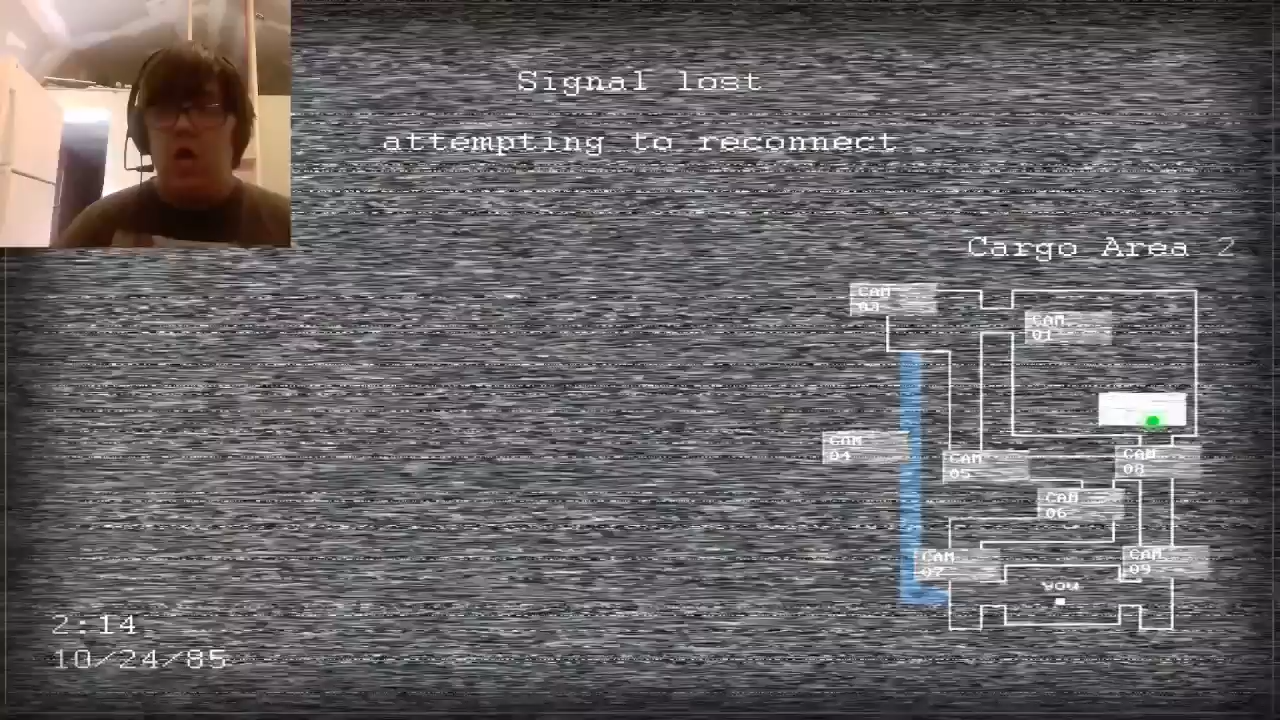 Signal lost
attempting to reconnect
Cargo Area 2
CAM
03
CAM
01
CAM
04
CAM
05
CAM
08
CAM
06
CAM
07
CAM
09
YOU
2:14
10/24/85